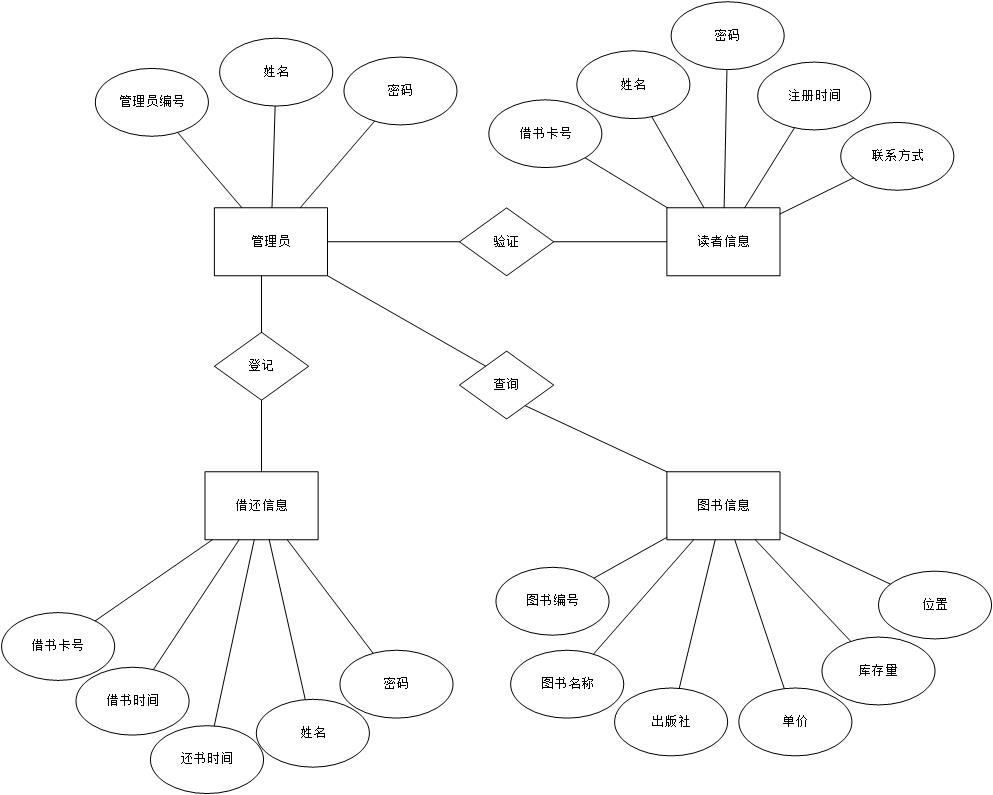 密码
姓名
姓名
密码
注册时间
管理员编号
借书卡号
联系方式
管理员
验证
读者信息
登记
查询
借还信息
图书信息
图书编号
位置
借书卡号
库存量
密码
图书名称
借书时间
出版社
单价
姓名
还书时间